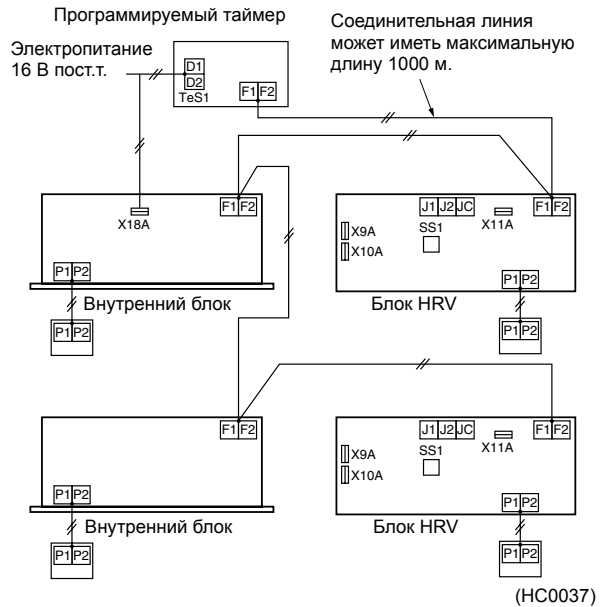 Программируемый таймер
Электропитание
16 В пост.т.
D1
D2
TeS1
F1 F2
Соединительная линия
может иметь максимальную
длину 1000 м.
X18A
F1 F2
P1 P2
Внутренний блок
P1 P2
X9A
X10A
J1 J2 JC
SS1
X11A
F1 F2
P1 P2
Блок HRV
P1 P2
F1 F2
P1 P2
Внутренний блок
P1 P2
X9A
X10A
J1 J2 JC
SS1
X11A
F1 F2
P1 P2
Блок HRV
P1 P2
(HC0037)